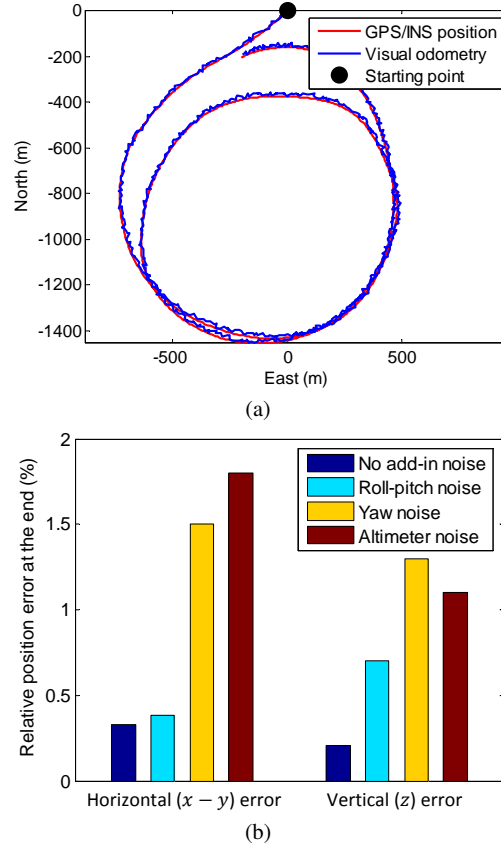 0
-200
-400
-600
-800
-1000
-1200
-1400
North (m)
GPS/INS position
Visual odometry
Starting point
-500 0 500
East (m)
(a)
2
1.5
1
0.5
0
Relative position error at the end (%)
No add-in noise
Roll-pitch noise
Yaw noise
Altimeter noise
Horizontal (x − y) error Vertical (z) error
(b)